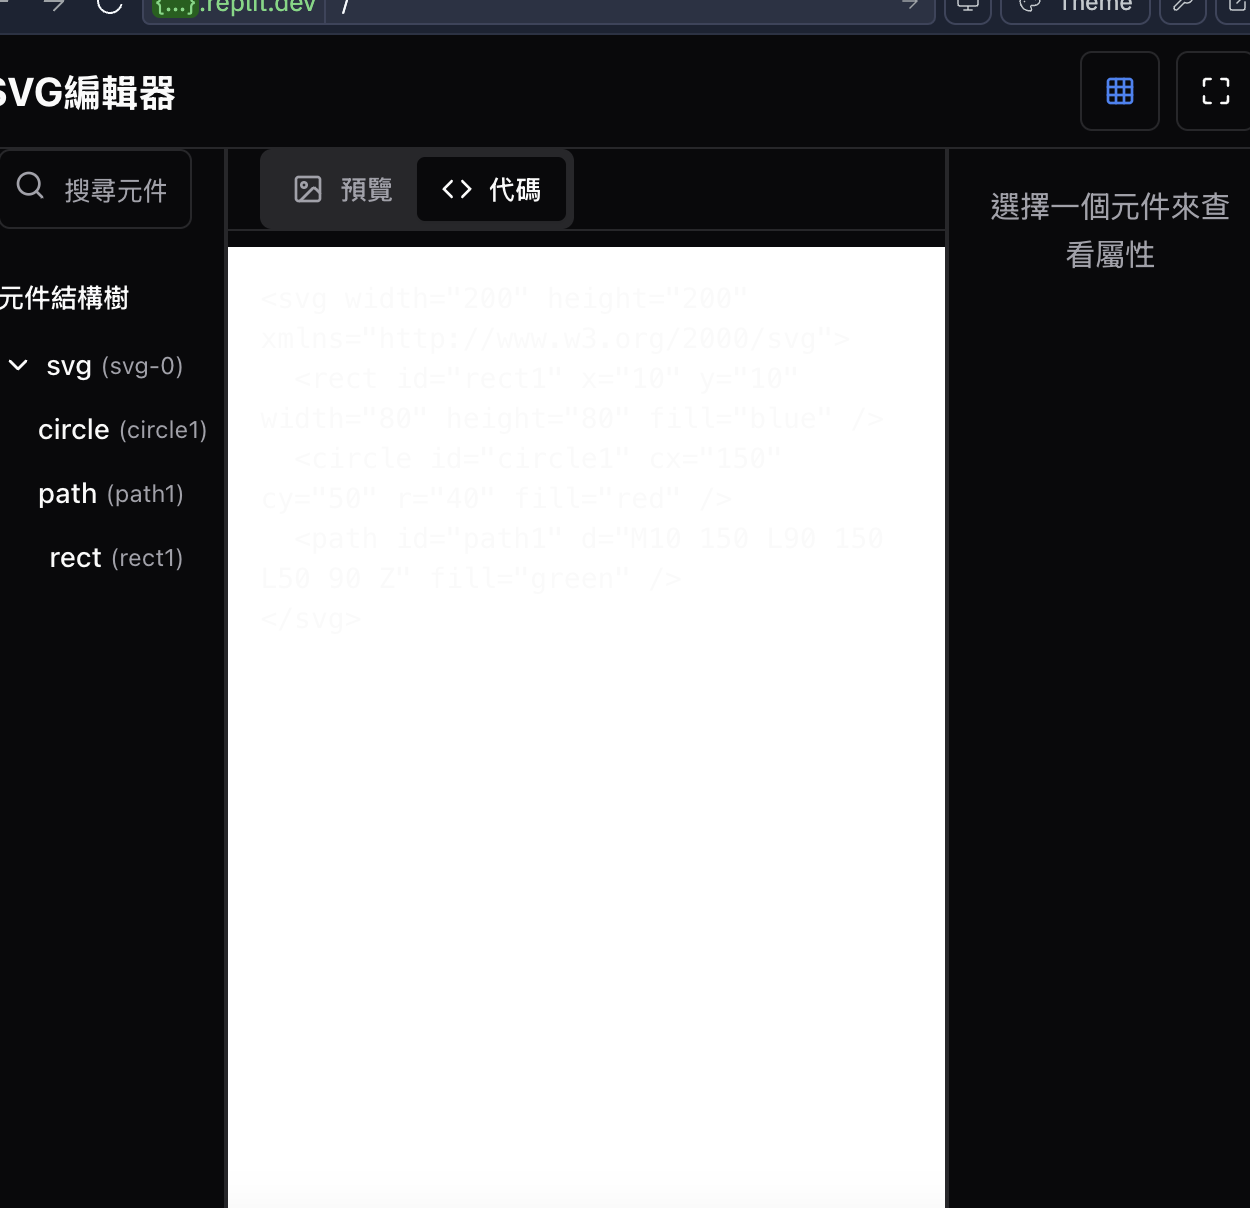 {...}.replit.dev /
Theme
SVG編輯器
搜尋元件
預覽
代碼
選擇一個元件來查
看屬性
元件結構樹
svg (svg-0)
circle (circle1)
path (path1)
rect (rect1)
<svg width="200" height="200"
xmlns="http://www.w3.org/2000/svg">
<rect id="rect1" x="10" y="10"
width="80" height="80" fill="blue" />
<circle id="circle1" cx="150"
cy="50" r="40" fill="red" />
<path id="path1" d="M10 150 L90 150
L50 90 Z" fill="green" />
</svg>